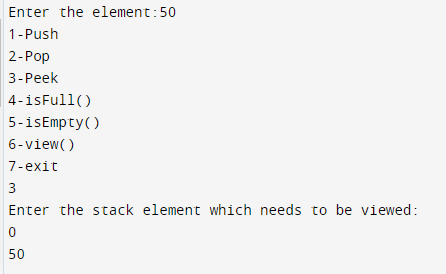 Enter the element:50
1-Push
2-Pop
3-Peek
4-isFull()
5-isEmpty()
6-view()
7-exit
3
Enter the stack element which needs to be viewed:
0
50